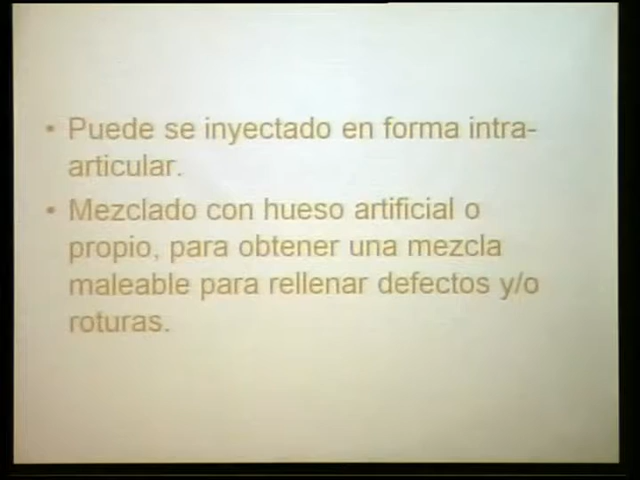 • Puede se inyectado en forma intra-
articular.
• Mezclado con hueso artificial o
propio, para obtener una mezcla
maleable para rellenar defectos y/o
roturas.